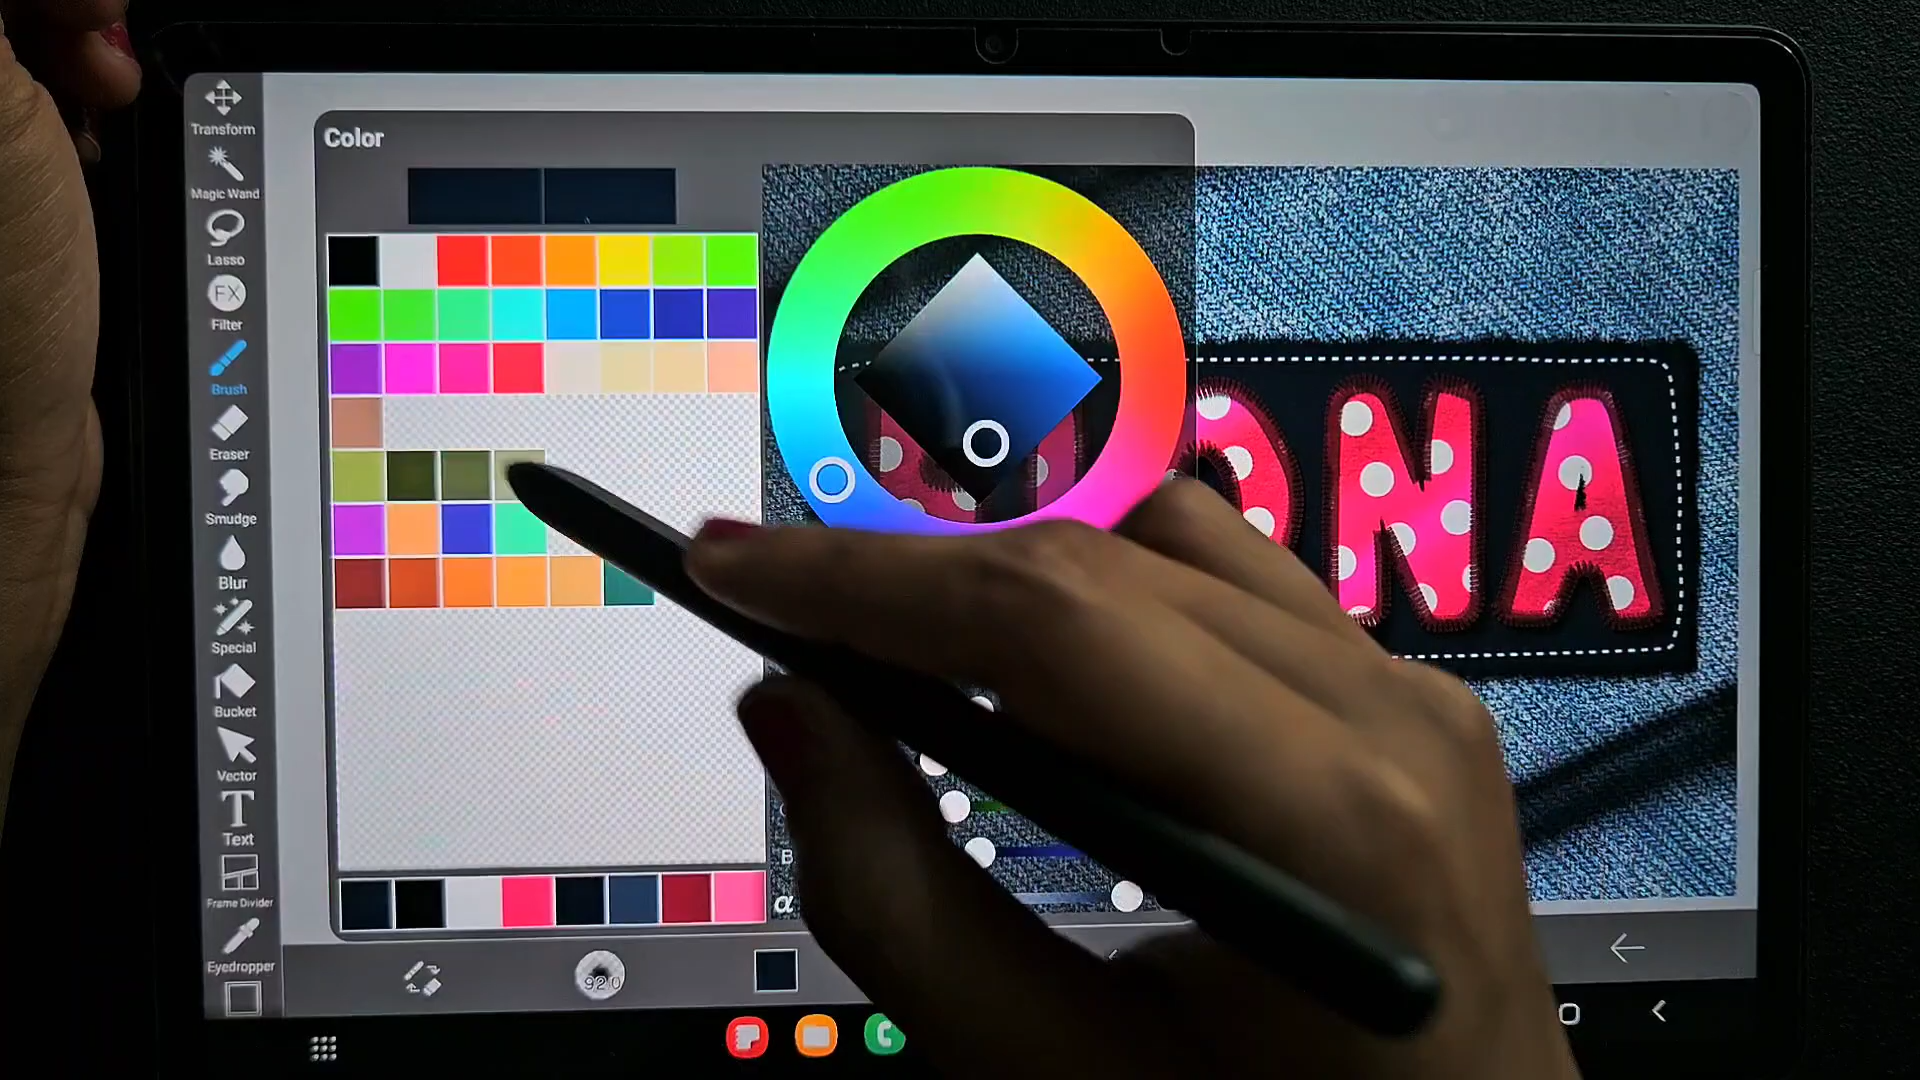 Transform
Magic Wand
Lasso
FX
Filter
Brush
Eraser
Smudge
Blur
Special
Bucket
Vector
T
Text
Frame Divider
Eyedropper
Color
ONA
B
α
920